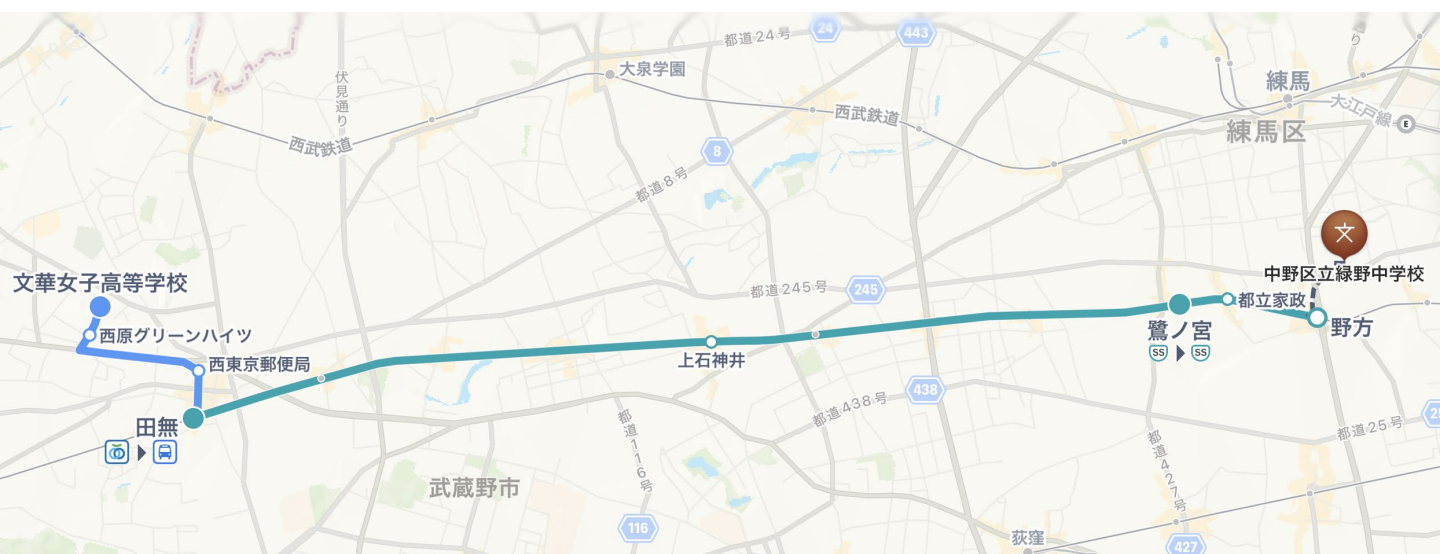 都道24号
24
443
大泉学園
伏見通り
り
練馬
大江戸線
E
西武鉄道
西武鉄道
練馬区
8
都道8号
文
中野区立緑野中学校
文華女子高等学校
都道245号
245
都立家政
西原グリーンハイツ
野方
鷺ノ宮
SS
SS
上石神井
西東京郵便局
438
都道438号
田無
都道116号
都道25号
都道427号
武蔵野市
116
荻窪
427